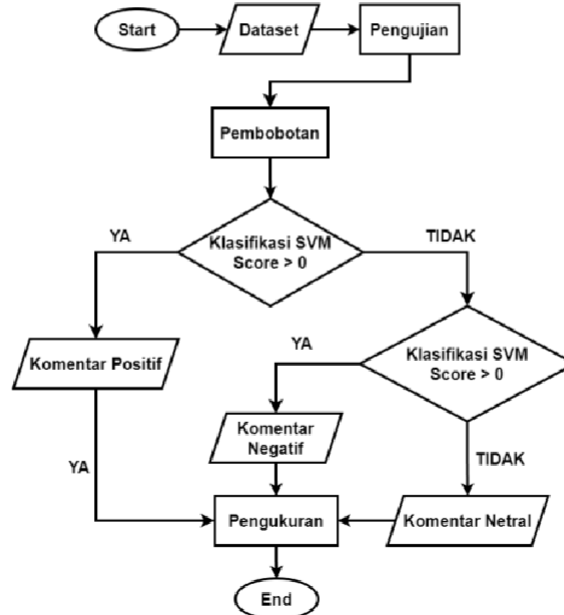 Start
Dataset
Pengujian
Pembobotan
YA
Klasifikasi SVM
Score > 0
TIDAK
Komentar Positif
YA
Klasifikasi SVM
Score > 0
Komentar
Negatif
YA
TIDAK
Pengukuran
Komentar Netral
End